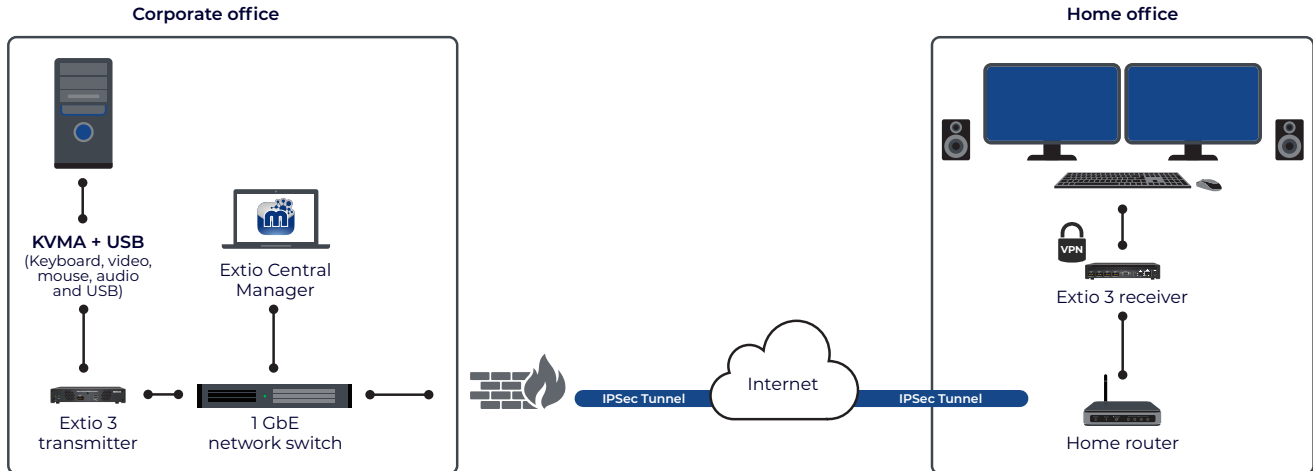 Corporate office
Home office
KVMA + USB
(Keyboard, video,
mouse, audio
and USB)
Extio Central
Manager
m
Extio 3
transmitter
1 GbE
network switch
IPSec Tunnel
Internet
IPSec Tunnel
VPN
Extio 3 receiver
Home router